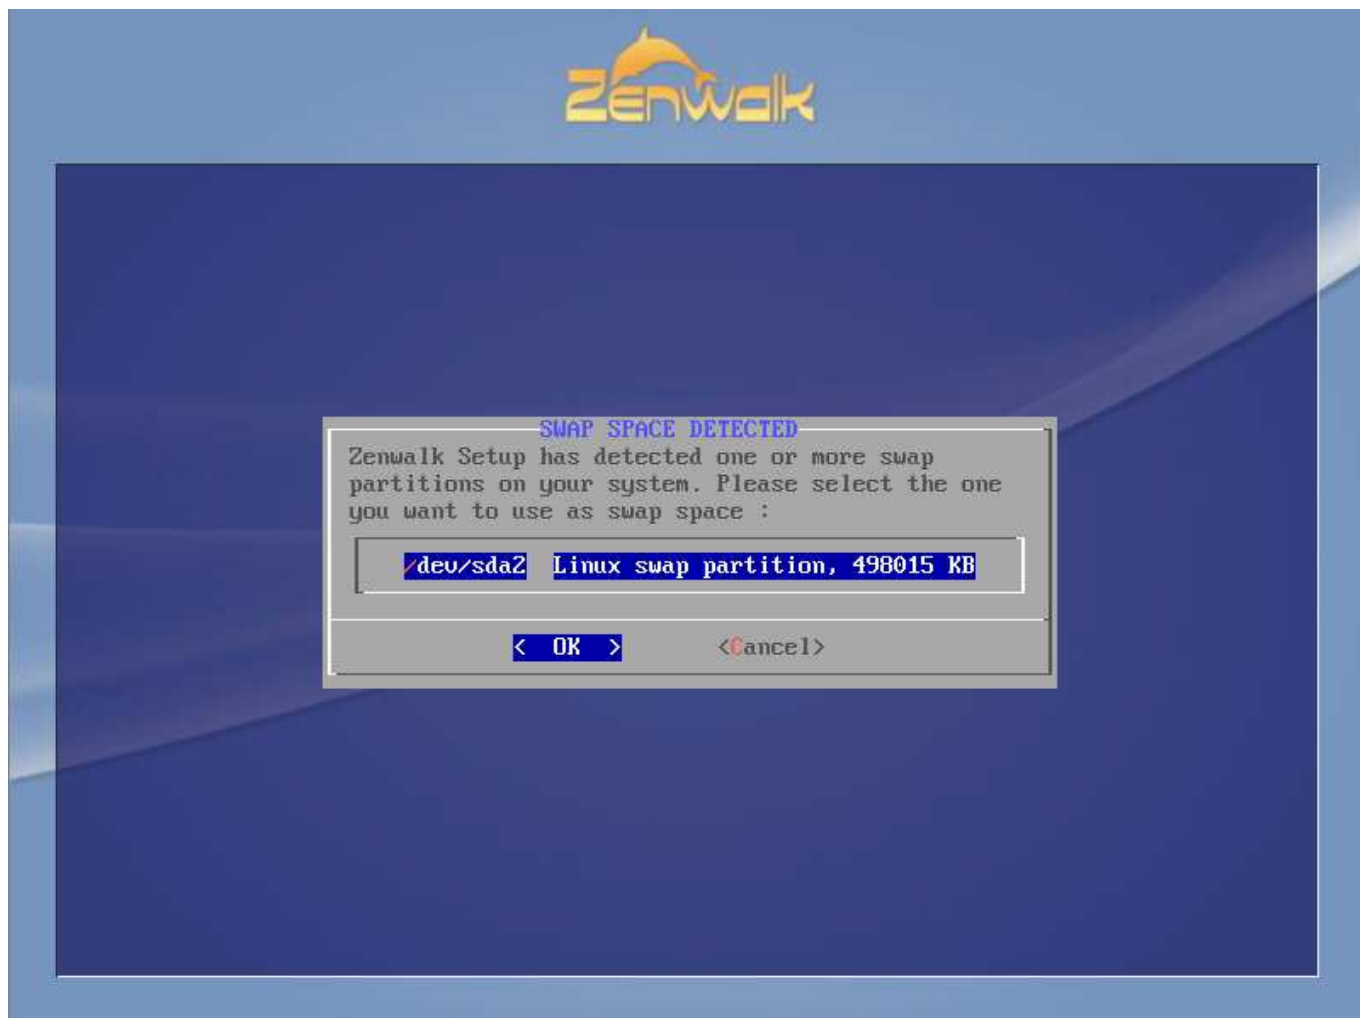 Zenwalk
SWAP SPACE DETECTED
Zenwalk Setup has detected one or more swap
partitions on your system. Please select the one
you want to use as swap space :
/dev/sda2 Linux swap partition, 498015 KB
< OK > <Cancel>